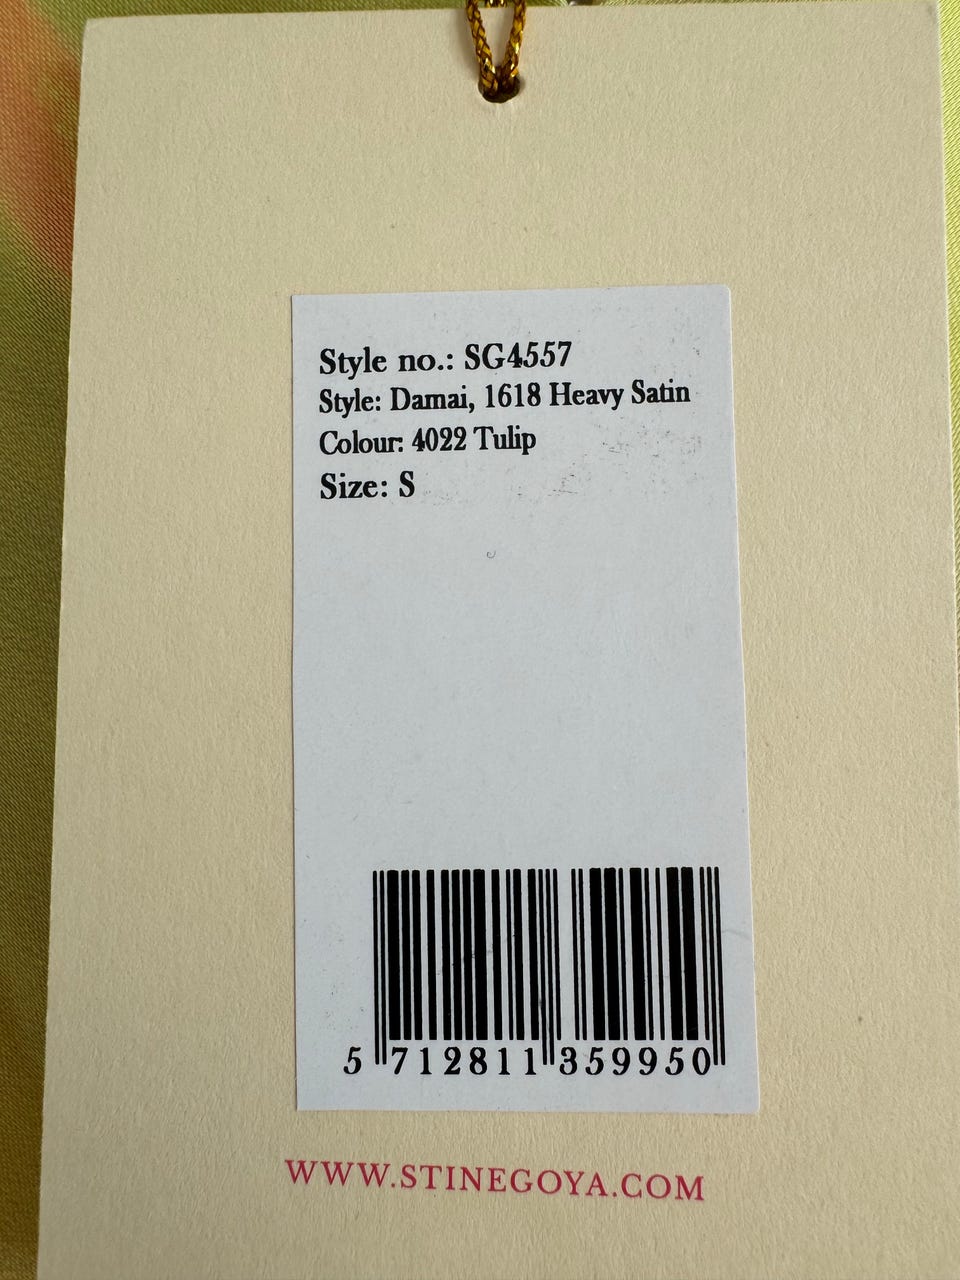 Style no.: SG4557
Style: Damai, 1618 Heavy Satin
Colour: 4022 Tulip
Size: S
5 712811 359950
WWW.STINEGOYA.COM